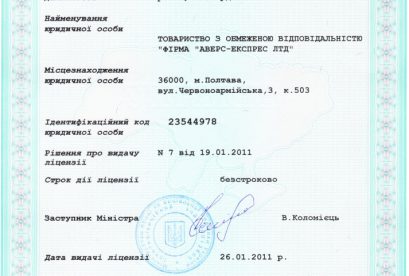 Найменування
юридичної особи
ТОВАРИСТВО З ОБМЕЖЕНОЮ ВІДПОВІДАЛЬНІСТЮ
"ФІРМА "АВЕРС-ЕКСПРЕС ЛТД"
Місцезнаходження
юридичної особи
36000, м.Полтава,
вул.Червоноармійська,3, к.503
Ідентифікаційний код 23544978
юридичної особи
Рішення про видачу N 7 від 19.01.2011
ліцензії
Строк дії ліцензії безстроково
Заступник Міністра В.Коломієць
Дата видачі ліцензії 26.01.2011 р.